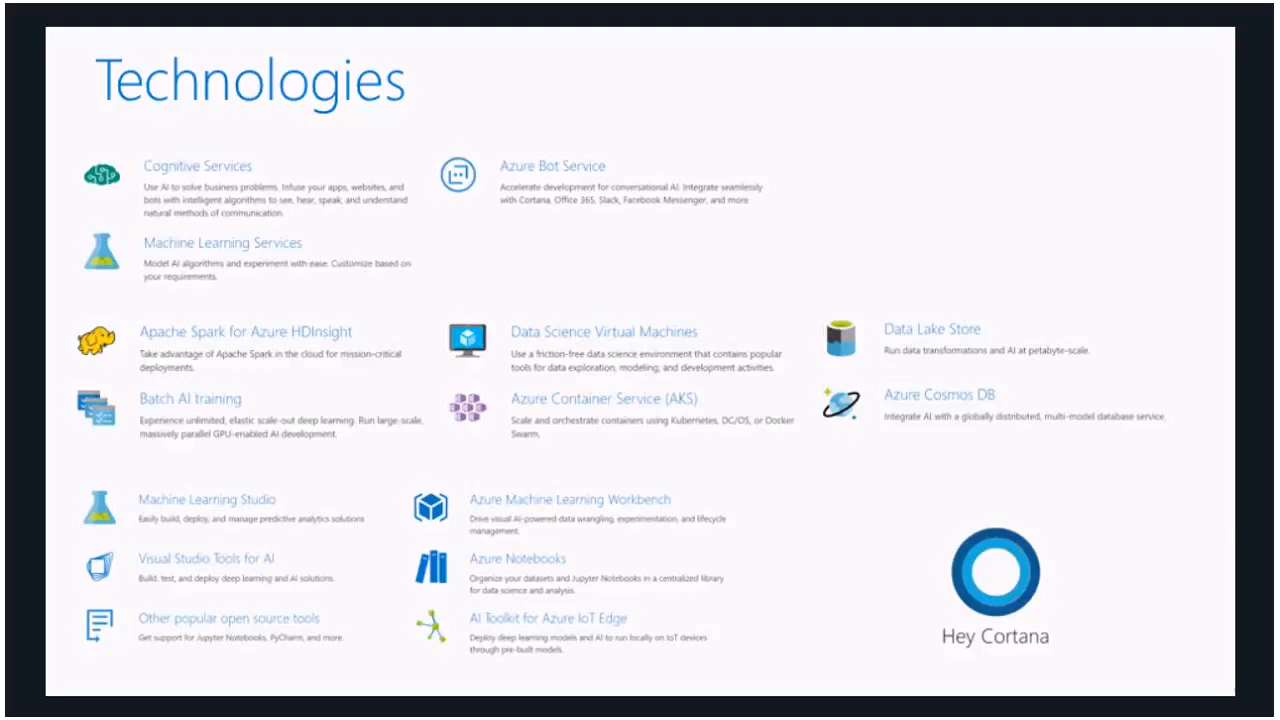 Technologies
Cognitive Services
Use AI to solve business problems. Infuse your apps, websites, and
bots with intelligent algorithms to see, hear, speak, and understand
natural methods of communication.
Azure Bot Service
Accelerate development for conversational AI. Integrate seamlessly
with Cortana, Office 365, Slack, Facebook Messenger, and more.
Machine Learning Services
Model AI algorithms and experiment with ease. Customize based on
your requirements.
Apache Spark for Azure HDInsight
Take advantage of Apache Spark in the cloud for mission-critical
deployments.
Data Science Virtual Machines
Use a friction-free data science environment that contains popular
tools for data exploration, modeling, and development activities.
Data Lake Store
Run data transformations and AI at petabyte-scale.
Batch AI training
Experience unlimited, elastic scale-out deep learning. Run large-scale,
massively parallel GPU-enabled AI development.
Azure Container Service (AKS)
Scale and orchestrate containers using Kubernetes, DC/OS, or Docker
Swarm.
Azure Cosmos DB
Integrate AI with a globally distributed, multi-model database service.
Machine Learning Studio
Easily build, deploy, and manage predictive analytics solutions
Azure Machine Learning Workbench
Drive visual AI-powered data wrangling, experimentation, and lifecycle
management.
Visual Studio Tools for AI
Build, test, and deploy deep learning and AI solutions.
Azure Notebooks
Organize your datasets and Jupyter Notebooks in a centralized library
for data science and analysis.
Other popular open source tools
Get support for Jupyter Notebooks, PyCharm, and more.
AI Toolkit for Azure IoT Edge
Deploy deep learning models and AI to run locally on IoT devices
through pre-built models.
Hey Cortana